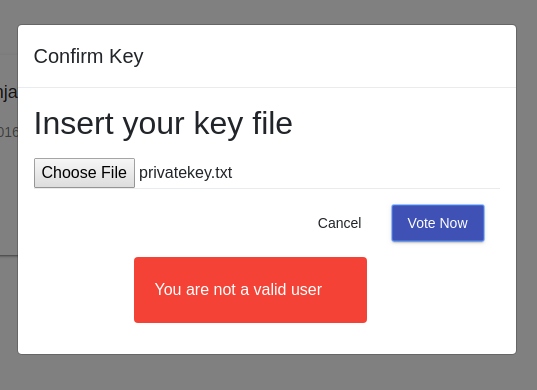 Confirm Key
nja
016
Insert your key file
Choose File privatekey.txt
Cancel Vote Now
You are not a valid user